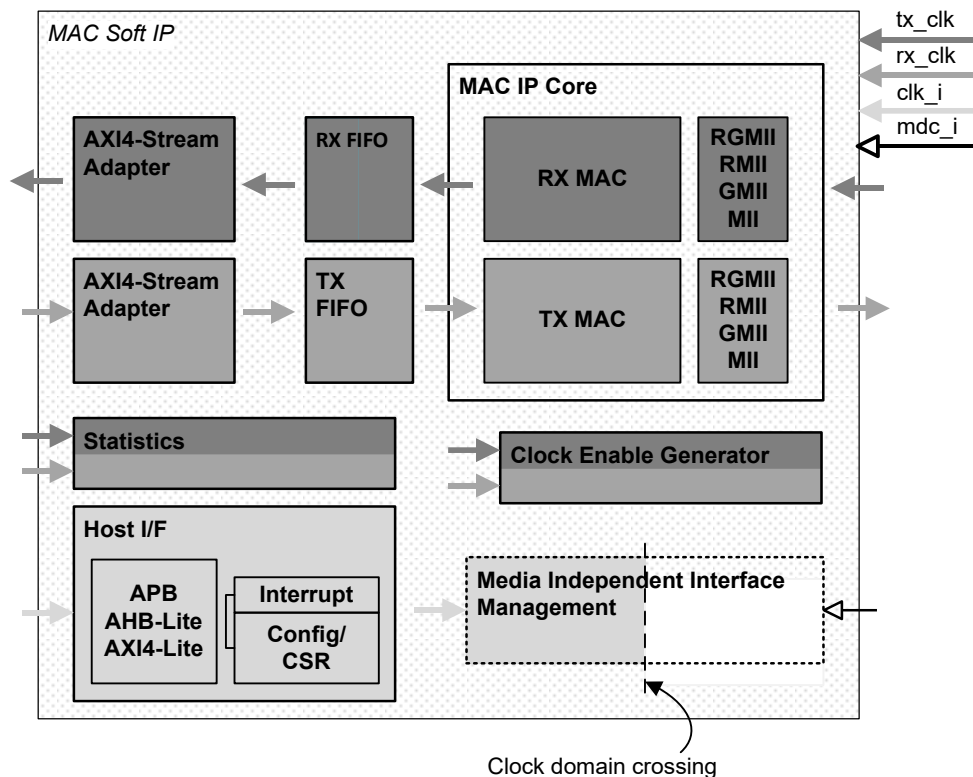 MAC Soft IP
tx_clk
rx_clk
clk_i
mdc_i
MAC IP Core
AXI4-Stream
Adapter
RX FIFO
RX MAC
RGMII
RMII
GMII
MII
AXI4-Stream
Adapter
TX
FIFO
TX MAC
RGMII
RMII
GMII
MII
Statistics
Clock Enable Generator
Host I/F
APB
AHB-Lite
AXI4-Lite
Interrupt
Config/
CSR
Media Independent Interface
Management
Clock domain crossing